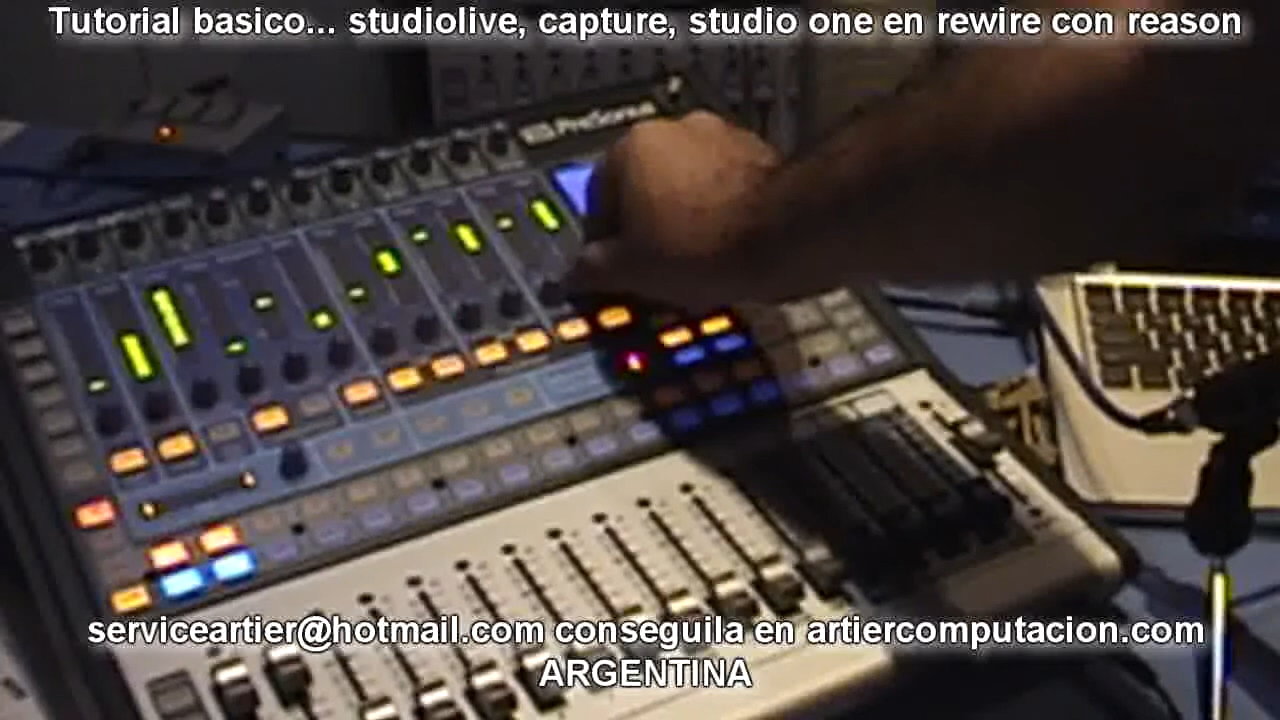 Tutorial basico... studiolive, capture, studio one en rewire con reason
PreSonus
serviceartier@hotmail.com conseguila en artiercomputacion.com
ARGENTINA